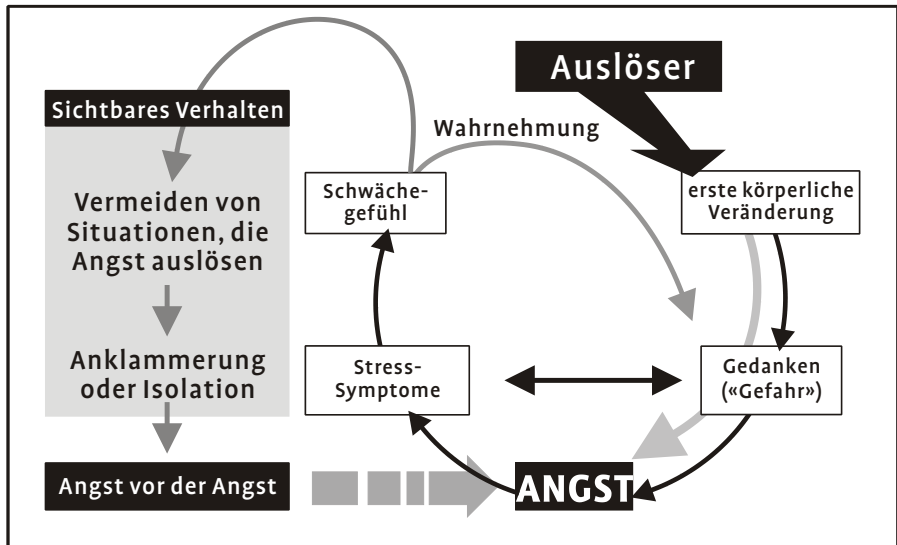 Auslöser
Sichtbares Verhalten
Wahrnehmung
Schwäche-
gefühl
erste körperliche
Veränderung
Vermeiden von
Situationen, die
Angst auslösen
Anklammerung
oder Isolation
Stress-
Symptome
Gedanken
(«Gefahr»)
Angst vor der Angst
ANGST